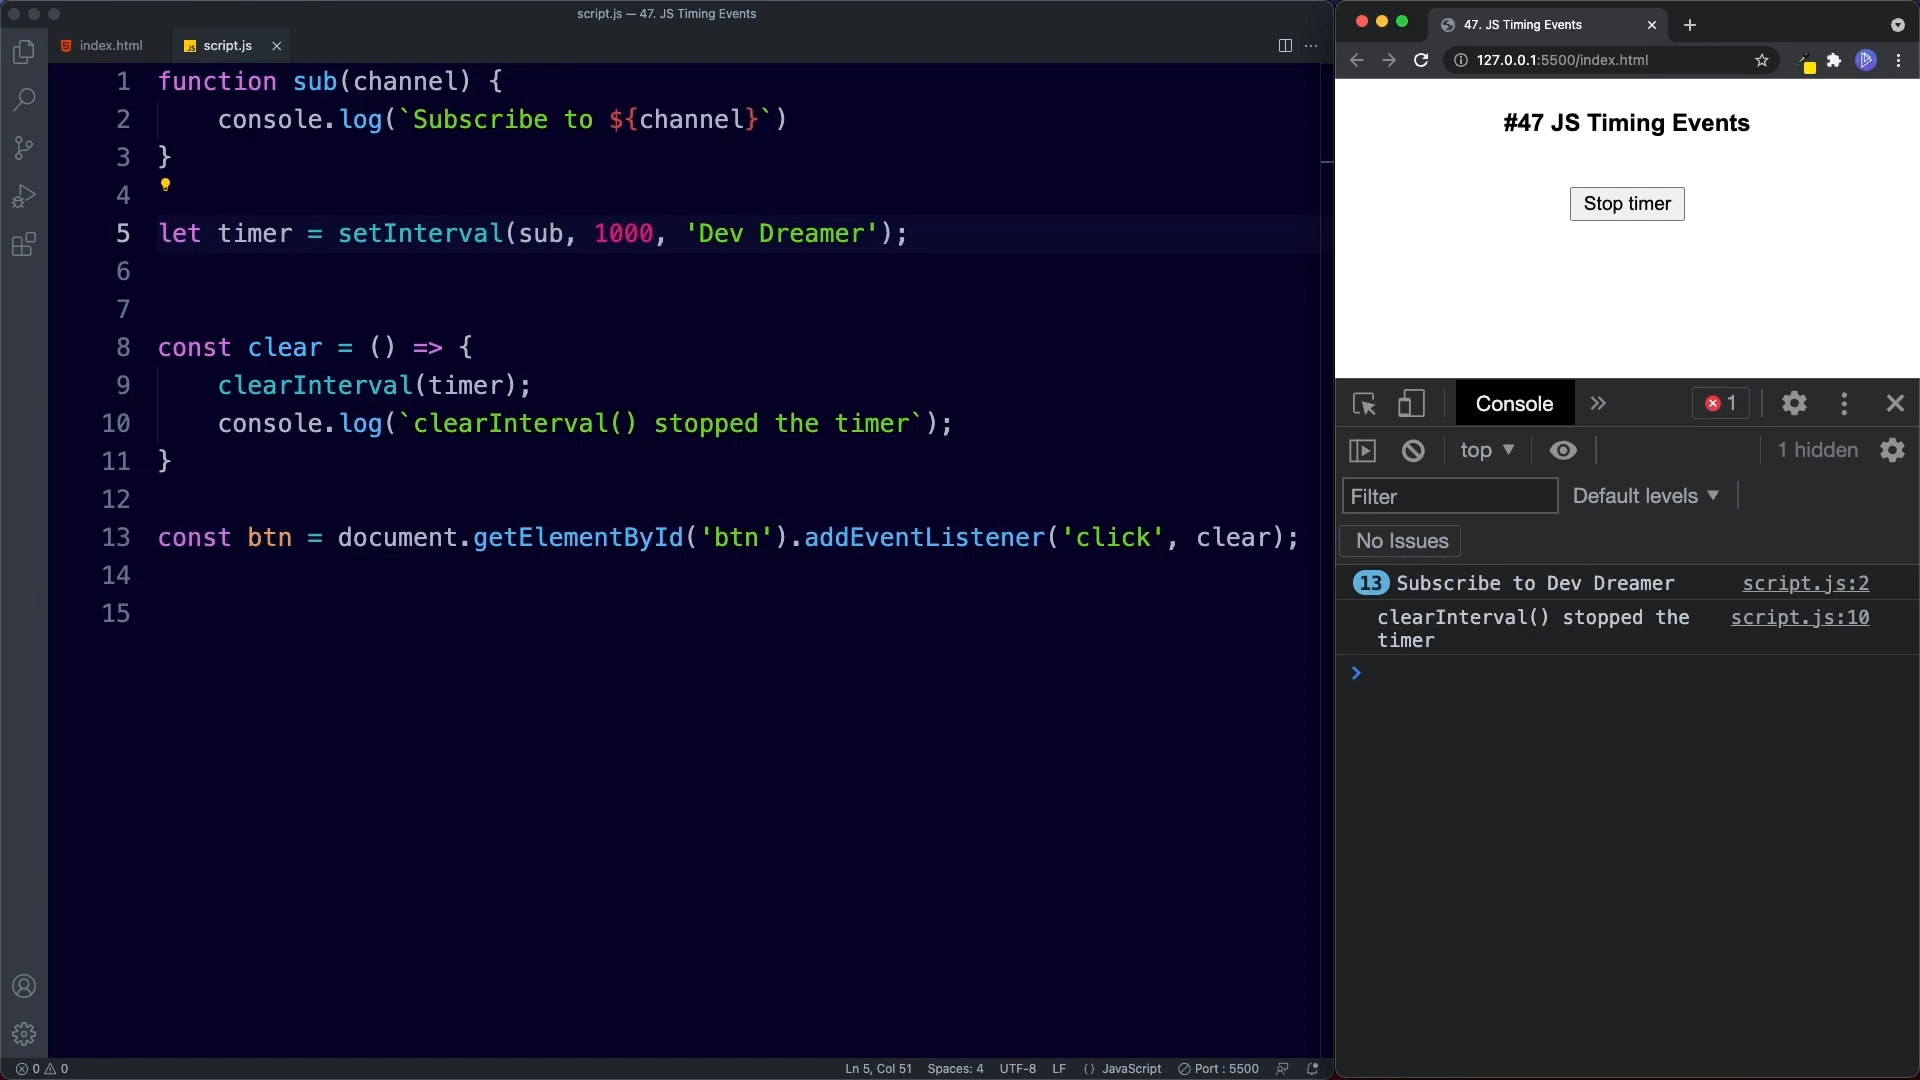 script.js — 47. JS Timing Events
index.html
script.js
1 function sub(channel) {
2 console.log(`Subscribe to ${channel}`)
3 }
4
5 let timer = setInterval(sub, 1000, 'Dev Dreamer');
6
7
8 const clear = () => {
9 clearInterval(timer);
10 console.log(`clearInterval() stopped the timer`);
11 }
12
13 const btn = document.getElementById('btn').addEventListener('click', clear);
14
15
0 0
Ln 5, Col 51 Spaces: 4 UTF-8 LF {} JavaScript Port : 5500
47. JS Timing Events
127.0.0.1:5500/index.html
#47 JS Timing Events
Stop timer
Console
1
top
1 hidden
Filter
Default levels
No Issues
13 Subscribe to Dev Dreamer script.js:2
clearInterval() stopped the script.js:10
timer